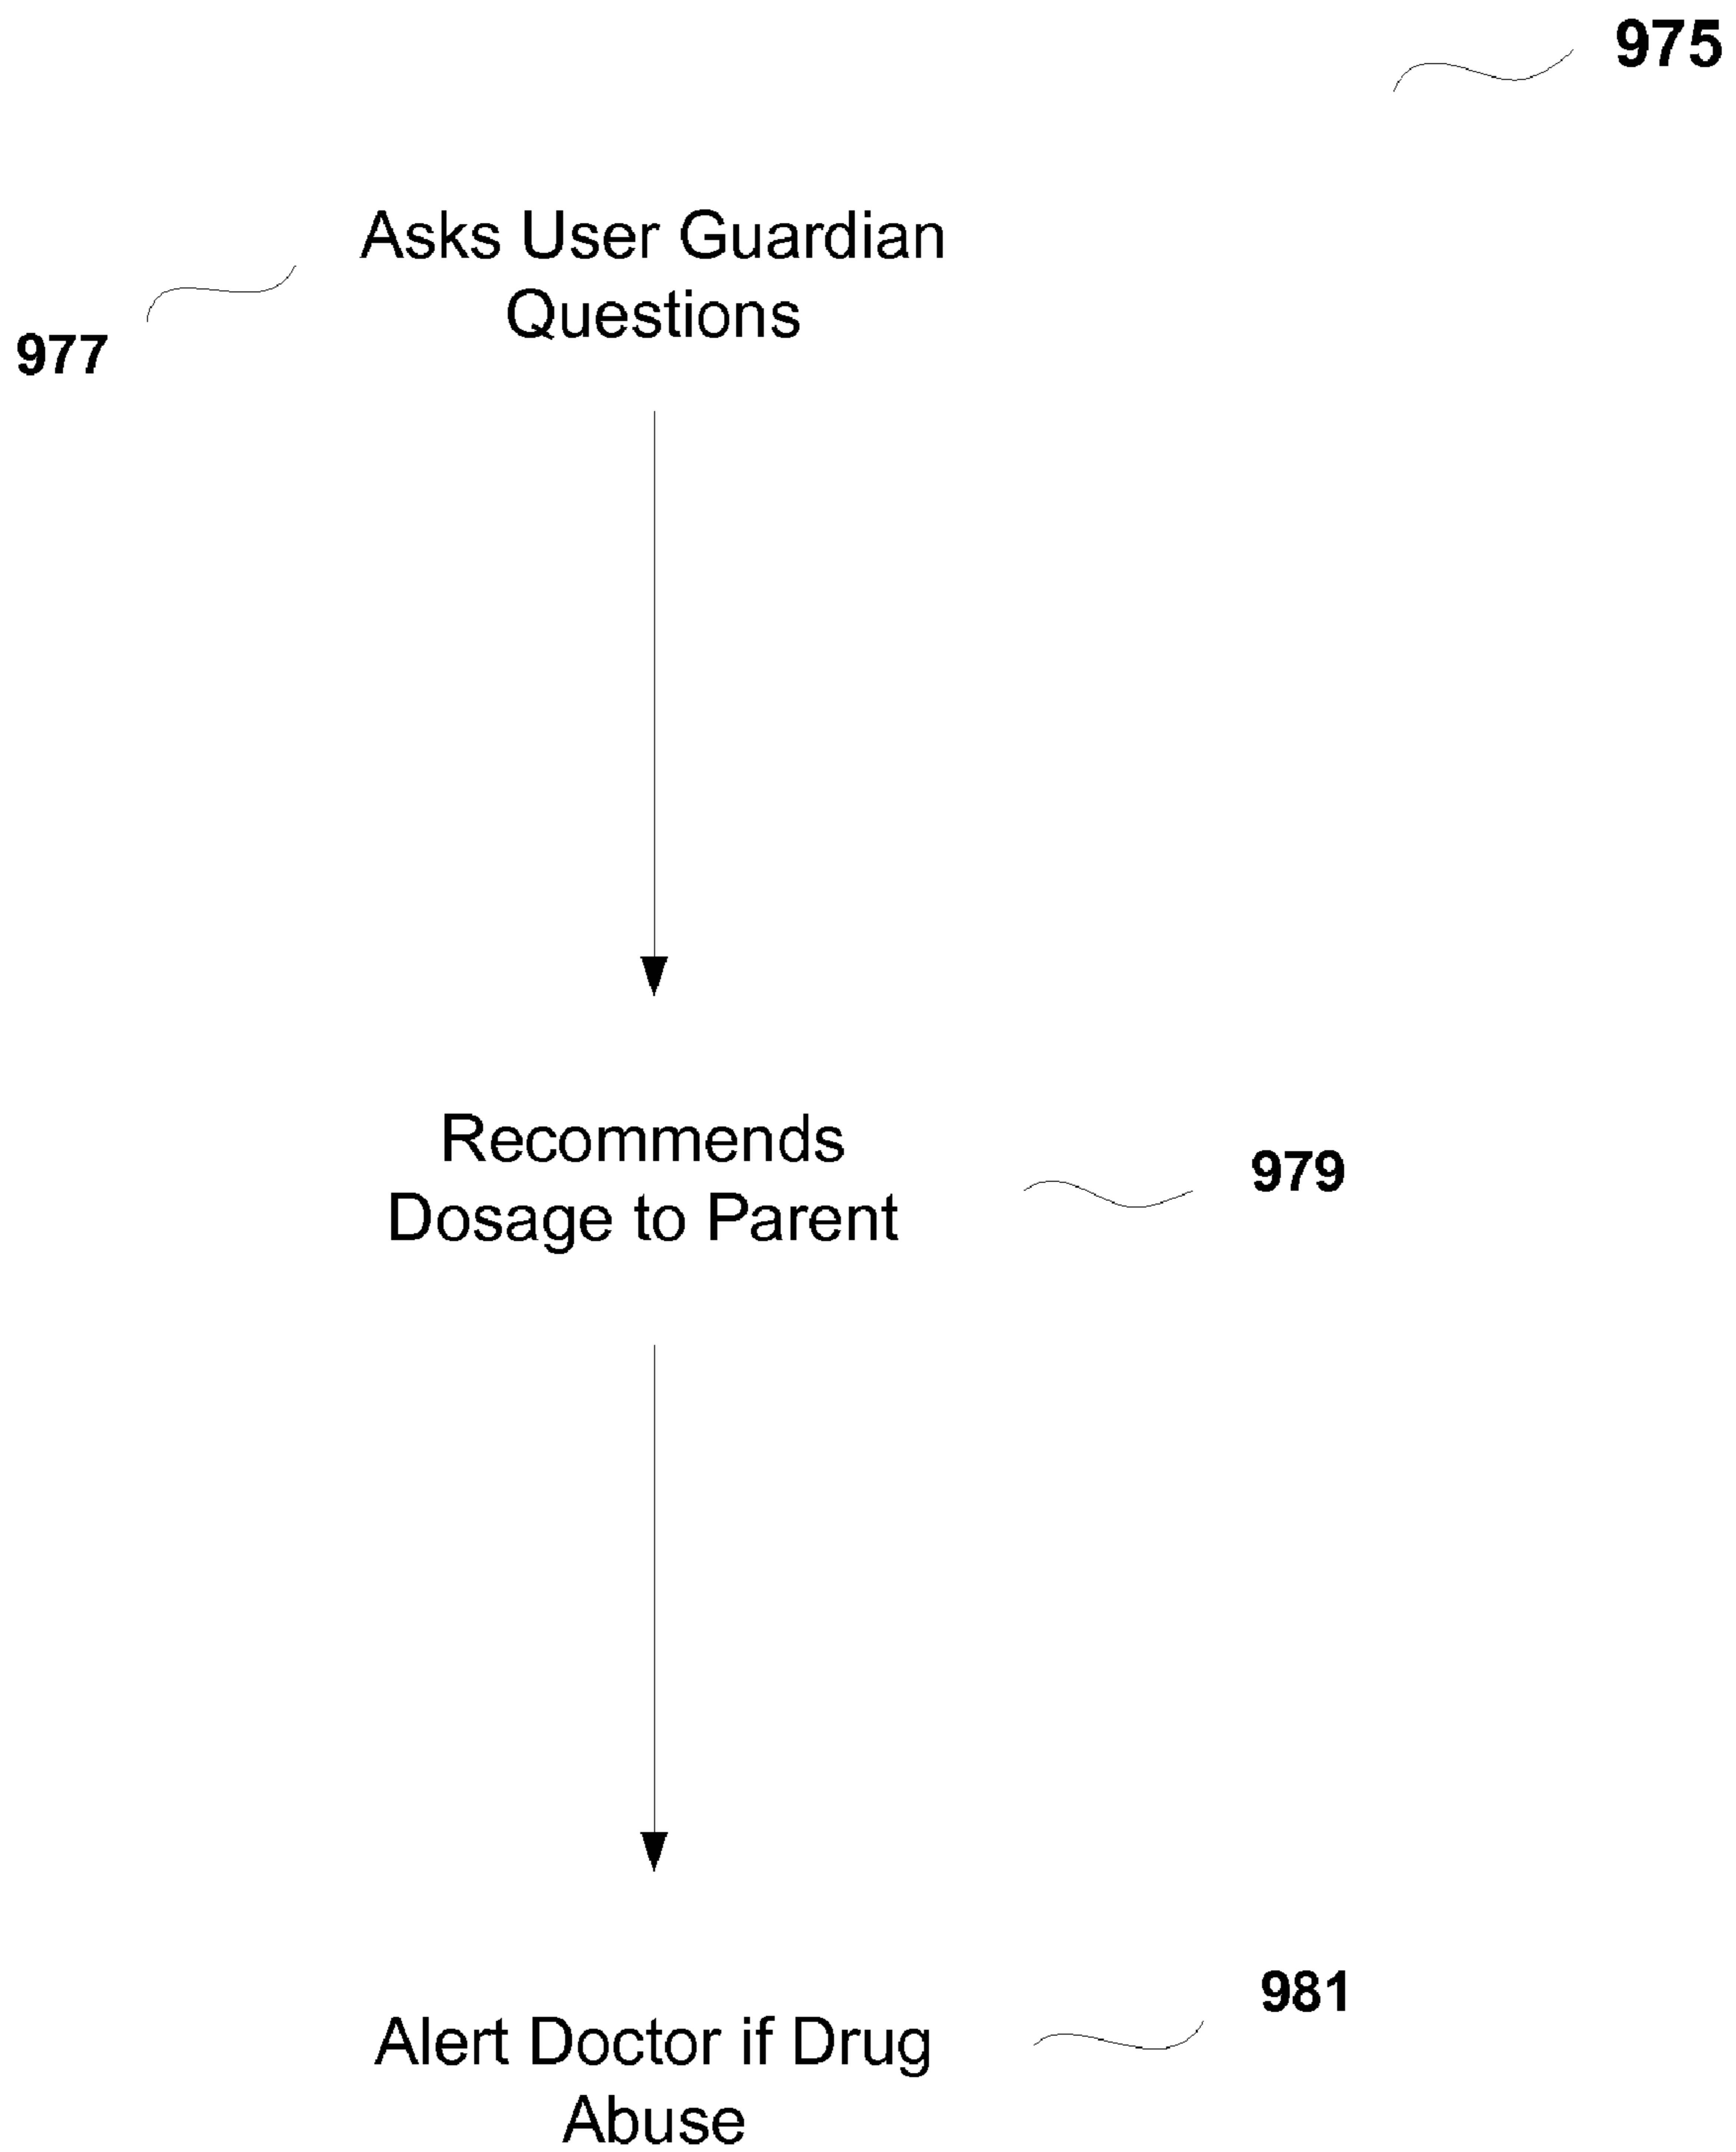 975
Asks User Guardian
Questions
977
Recommends
Dosage to Parent
979
981
Alert Doctor if Drug
Abuse